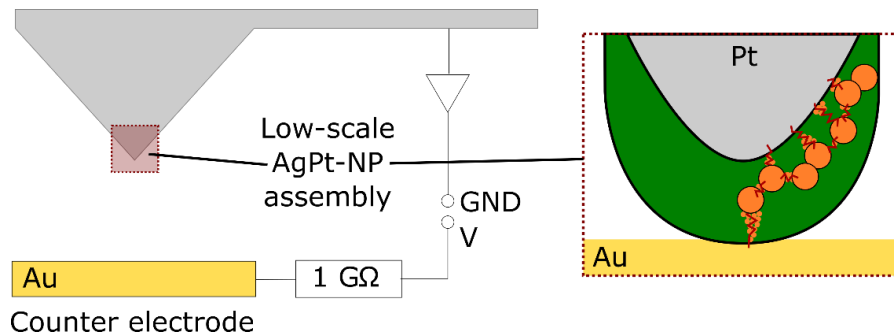 Pt
Low-scale
AgPt-NP
assembly
GND
V
Au
1 GΩ
Au
Counter electrode